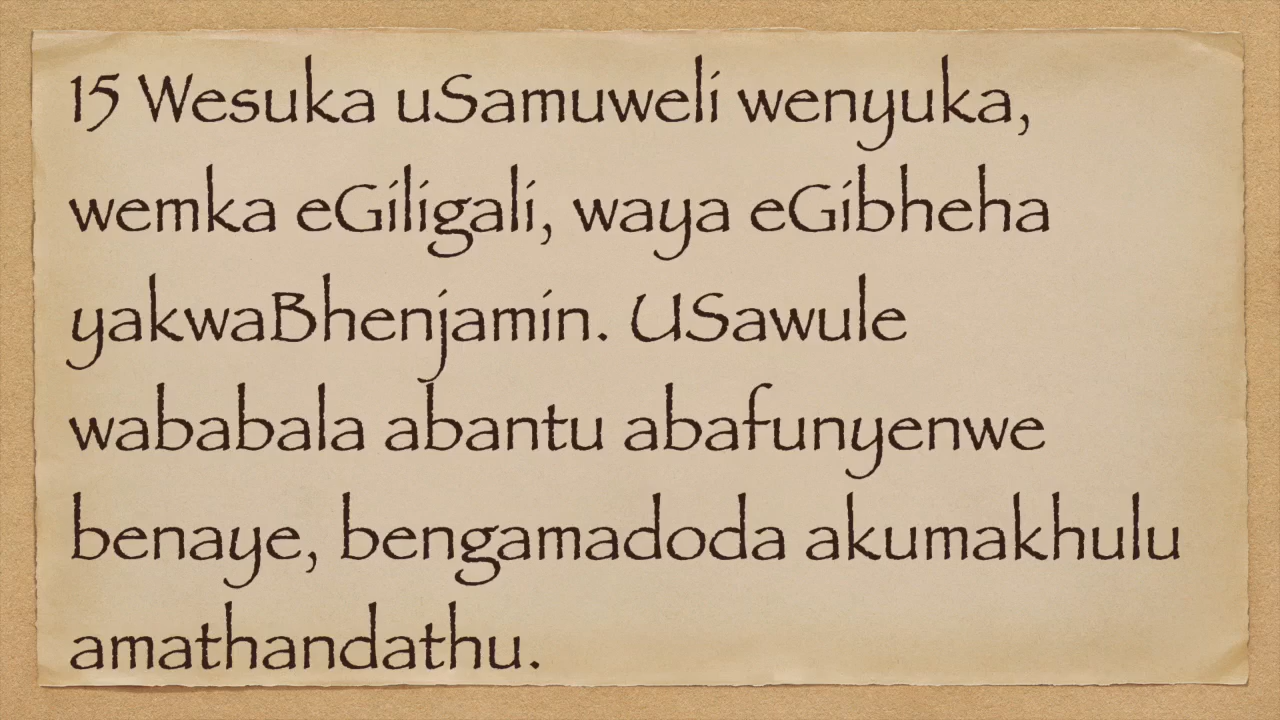 15 Wesuka uSamuweli wenyuka,
wemka eGiligali, waya eGibheha
yakwaBhenjamin. USawule
wababala abantu abafunyenwe
benaye, bengamadoda akumakhulu
amathandathu.